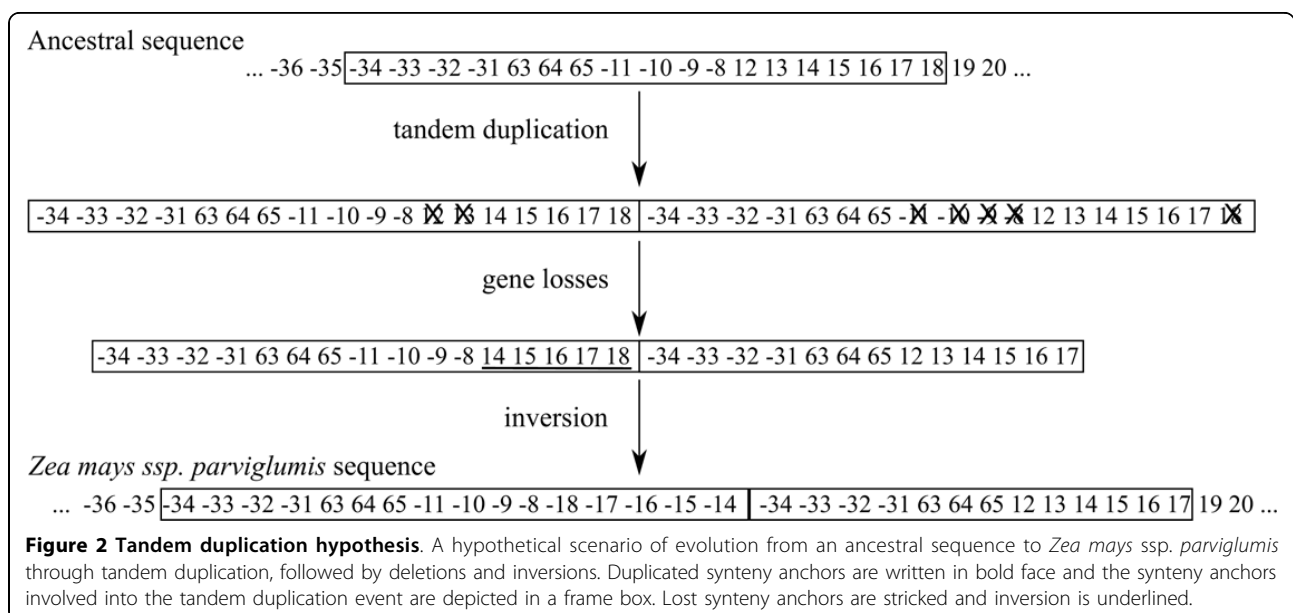 Ancestral sequence
... -36 -35 -34 -33 -32 -31 63 64 65 -11 -10 -9 -8 12 13 14 15 16 17 18 19 20 ...
tandem duplication
-34 -33 -32 -31 63 64 65 -11 -10 -9 -8 12 13 14 15 16 17 18 -34 -33 -32 -31 63 64 65 -11 -10 -9 -8 12 13 14 15 16 17 18
gene losses
-34 -33 -32 -31 63 64 65 -11 -10 -9 -8 14 15 16 17 18 -34 -33 -32 -31 63 64 65 12 13 14 15 16 17
inversion
Zea mays ssp. parviglumis sequence
... -36 -35 -34 -33 -32 -31 63 64 65 -11 -10 -9 -8 -18 -17 -16 -15 -14 -34 -33 -32 -31 63 64 65 12 13 14 15 16 17 19 20 ...
Figure 2 Tandem duplication hypothesis. A hypothetical scenario of evolution from an ancestral sequence to Zea mays ssp. parviglumis
through tandem duplication, followed by deletions and inversions. Duplicated synteny anchors are written in bold face and the synteny anchors
involved into the tandem duplication event are depicted in a frame box. Lost synteny anchors are stricked and inversion is underlined.